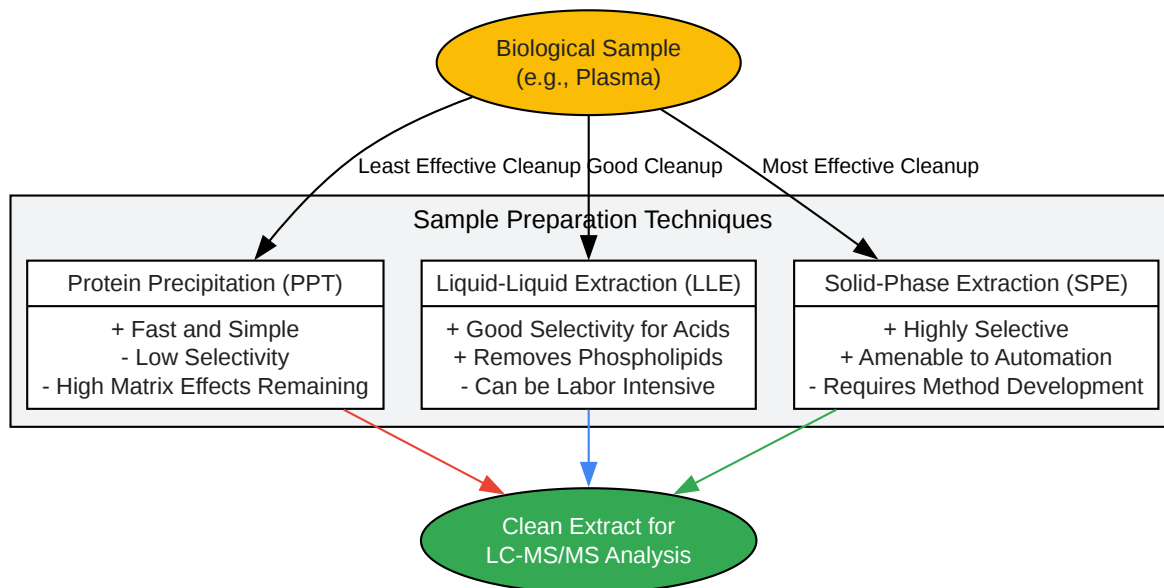 Biological Sample
(e.g., Plasma)
Least Effective Cleanup
Good Cleanup
Most Effective Cleanup
Sample Preparation Techniques
Protein Precipitation (PPT)
+ Fast and Simple
- Low Selectivity
- High Matrix Effects Remaining
Liquid-Liquid Extraction (LLE)
+ Good Selectivity for Acids
+ Removes Phospholipids
- Can be Labor Intensive
Solid-Phase Extraction (SPE)
+ Highly Selective
+ Amenable to Automation
- Requires Method Development
Clean Extract for
LC-MS/MS Analysis